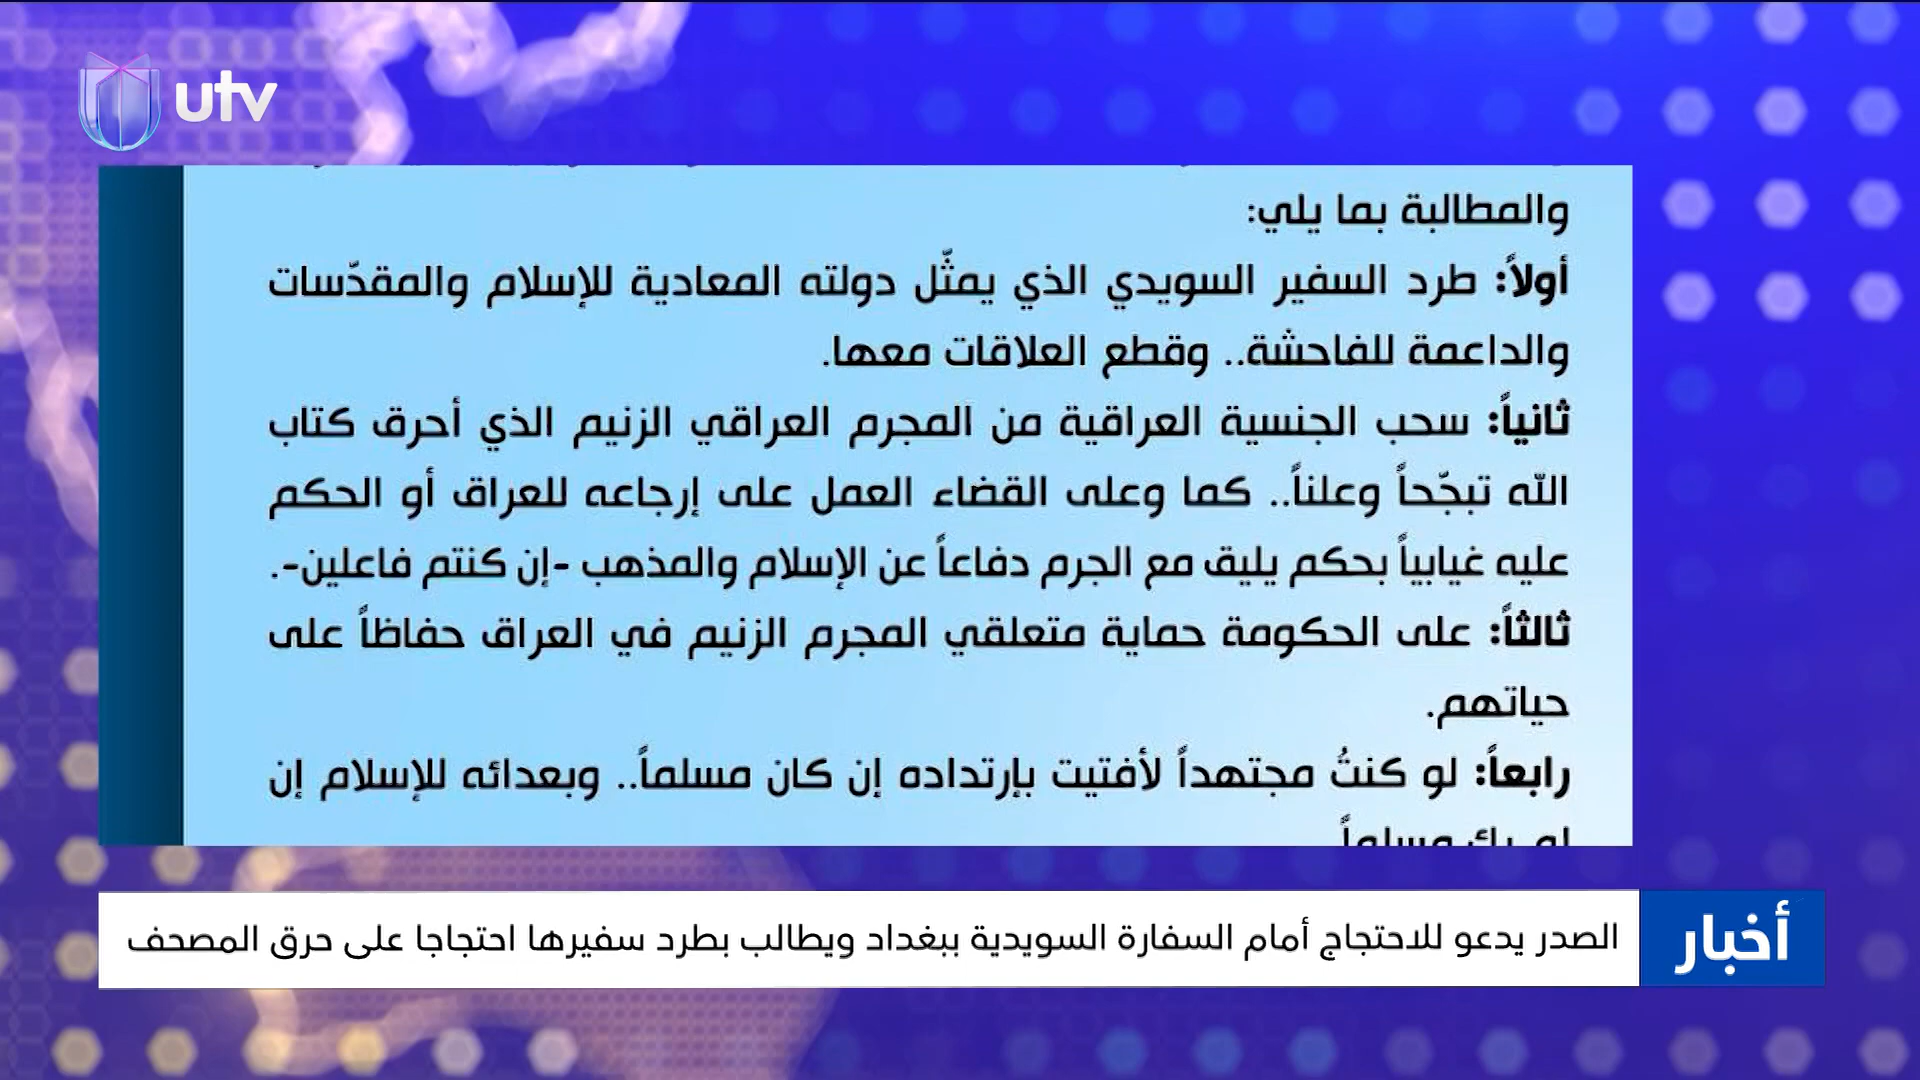 utv
والمطالبة بما يلي:
أولاً: طرد السفير السويدي الذي يمثّل دولته المعادية للإسلام والمقدّسات
والداعمة للفاحشة.. وقطع العلاقات معها.
ثانياً: سحب الجنسية العراقية من المجرم العراقي الزنيم الذي أحرق كتاب
اللّه تبجّحاً وعلناً.. كما وعلى القضاء العمل على إرجاعه للعراق أو الحكم
عليه غيابياً بحكم يليق مع الجرم دفاعاً عن الإسلام والمذهب -إن كنتم فاعلين-.
ثالثاً: على الحكومة حماية متعلقي المجرم الزنيم في العراق حفاظاً على
حياتهم.
رابعاً: لو كنتُ مجتهداً لأفتيت بإرتداده إن كان مسلماً.. وبعدائه للإسلام إن
لم يك مسلماً
أخبار
الصدر يدعو للاحتجاج أمام السفارة السويدية ببغداد ويطالب بطرد سفيرها احتجاجا على حرق المصحف